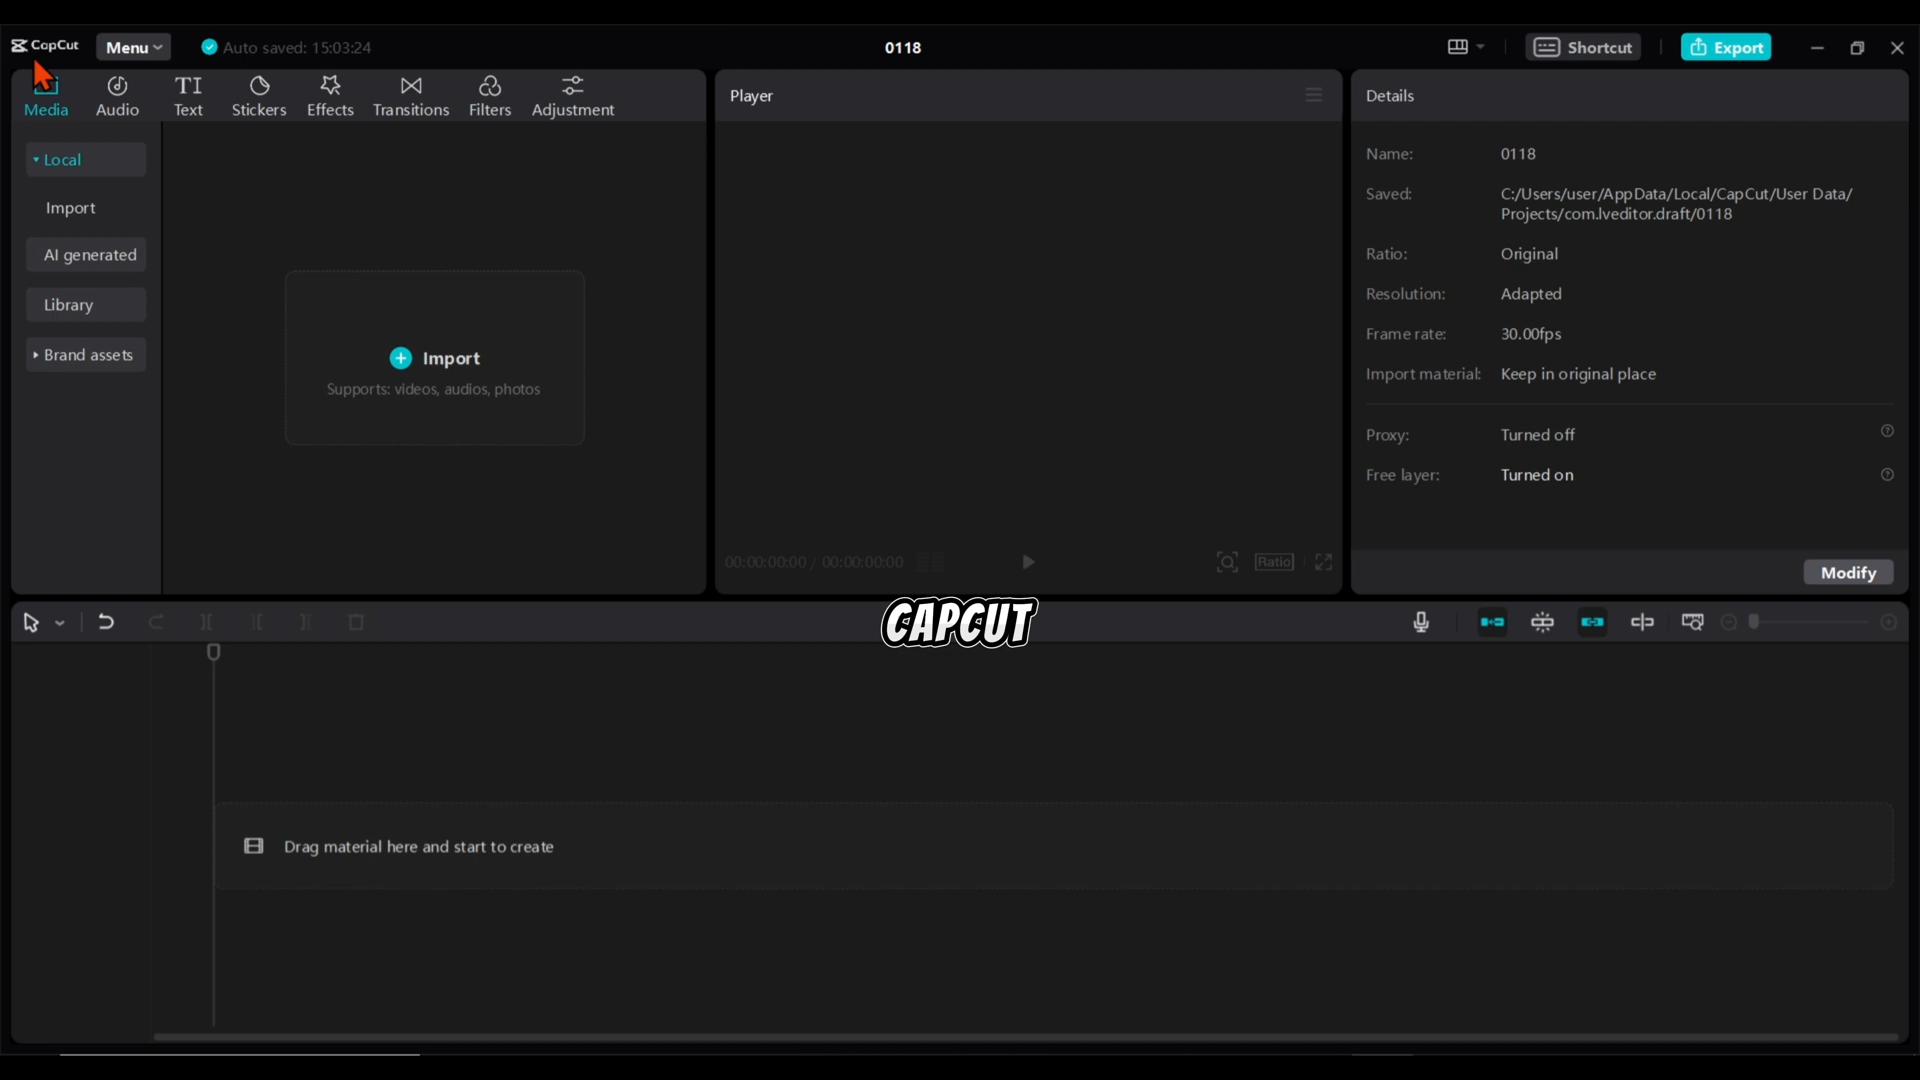 CapCut
Menu
Auto saved: 15:03:24
0118
Shortcut
Export
Media
Audio
TI
Text
Stickers
Effects
Transitions
Filters
Adjustment
Player
Details
Local
Import
AI generated
Library
Brand assets
Import
Supports: videos, audios, photos
Name: 0118
Saved: C:/Users/user/AppData/Local/CapCut/User Data/
Projects/com.lveditor.draft/0118
Ratio: Original
Resolution: Adapted
Frame rate: 30.00fps
Import material: Keep in original place
Proxy: Turned off
Free layer: Turned on
00:00:00:00 / 00:00:00:00
Ratio
Modify
CAPCUT
Drag material here and start to create